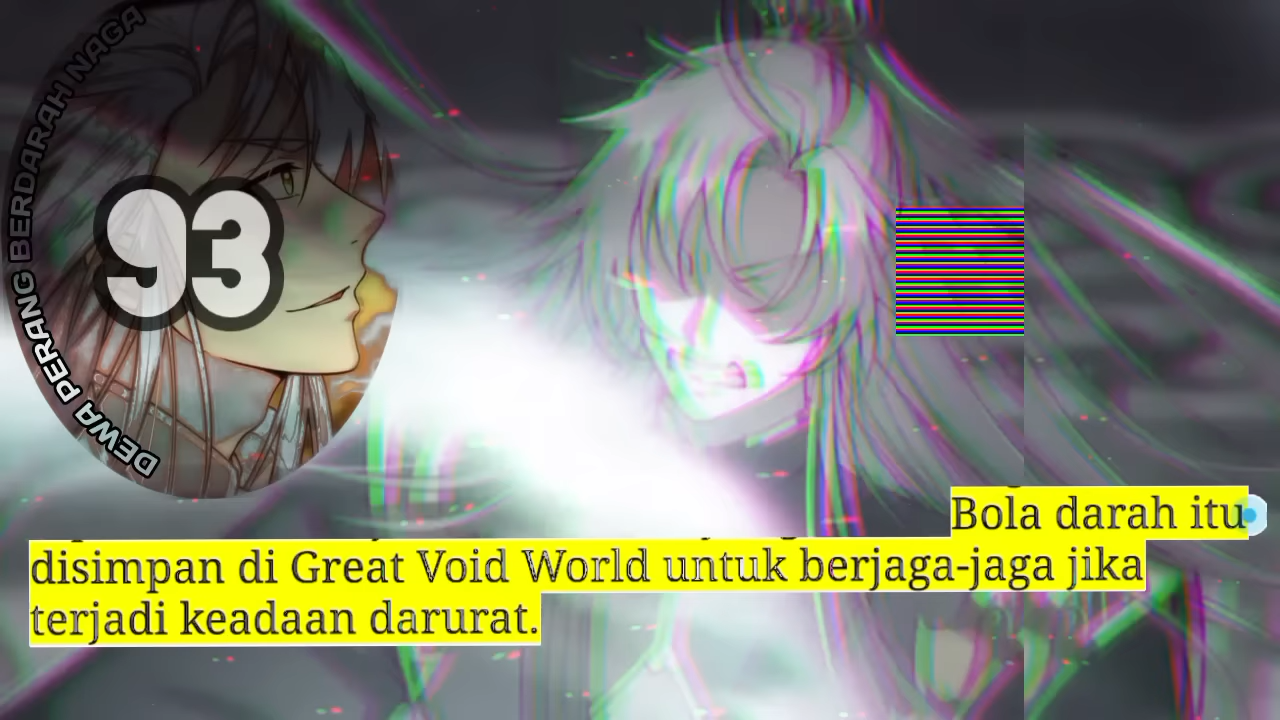 DEWA PERANG BERDARAH NAGA
93
Bola darah itu
disimpan di Great Void World untuk berjaga-jaga jika
terjadi keadaan darurat.